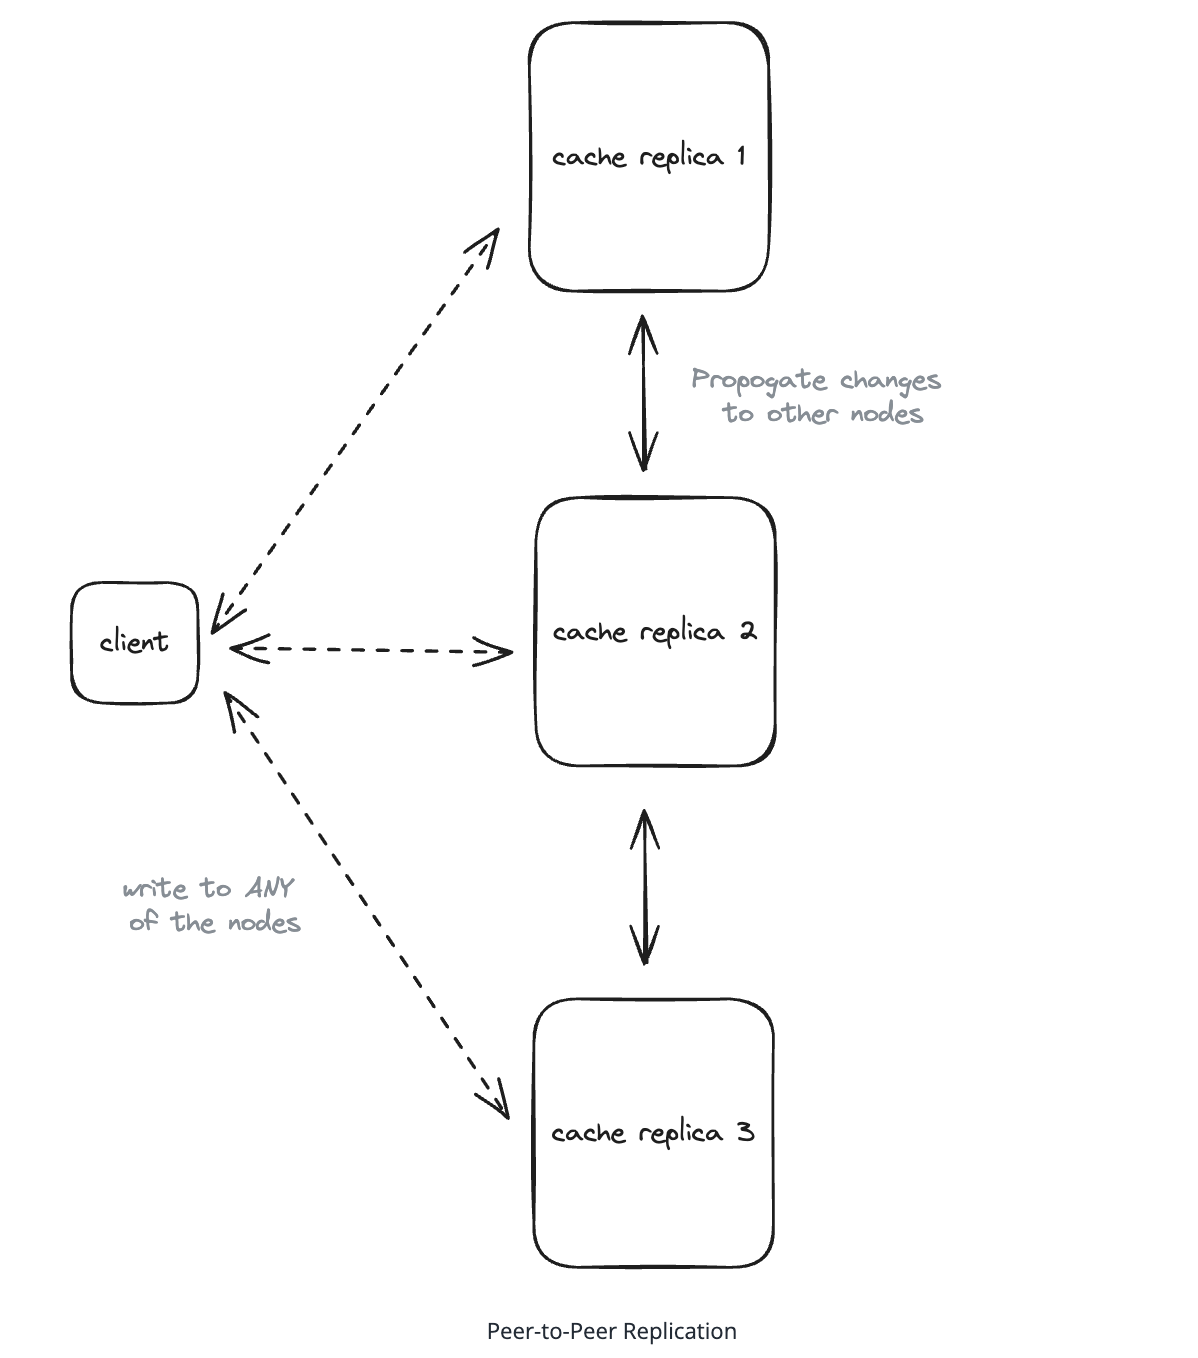 cache replica 1
Propogate changes
to other nodes
client
cache replica 2
write to ANY
of the nodes
cache replica 3
Peer-to-Peer Replication